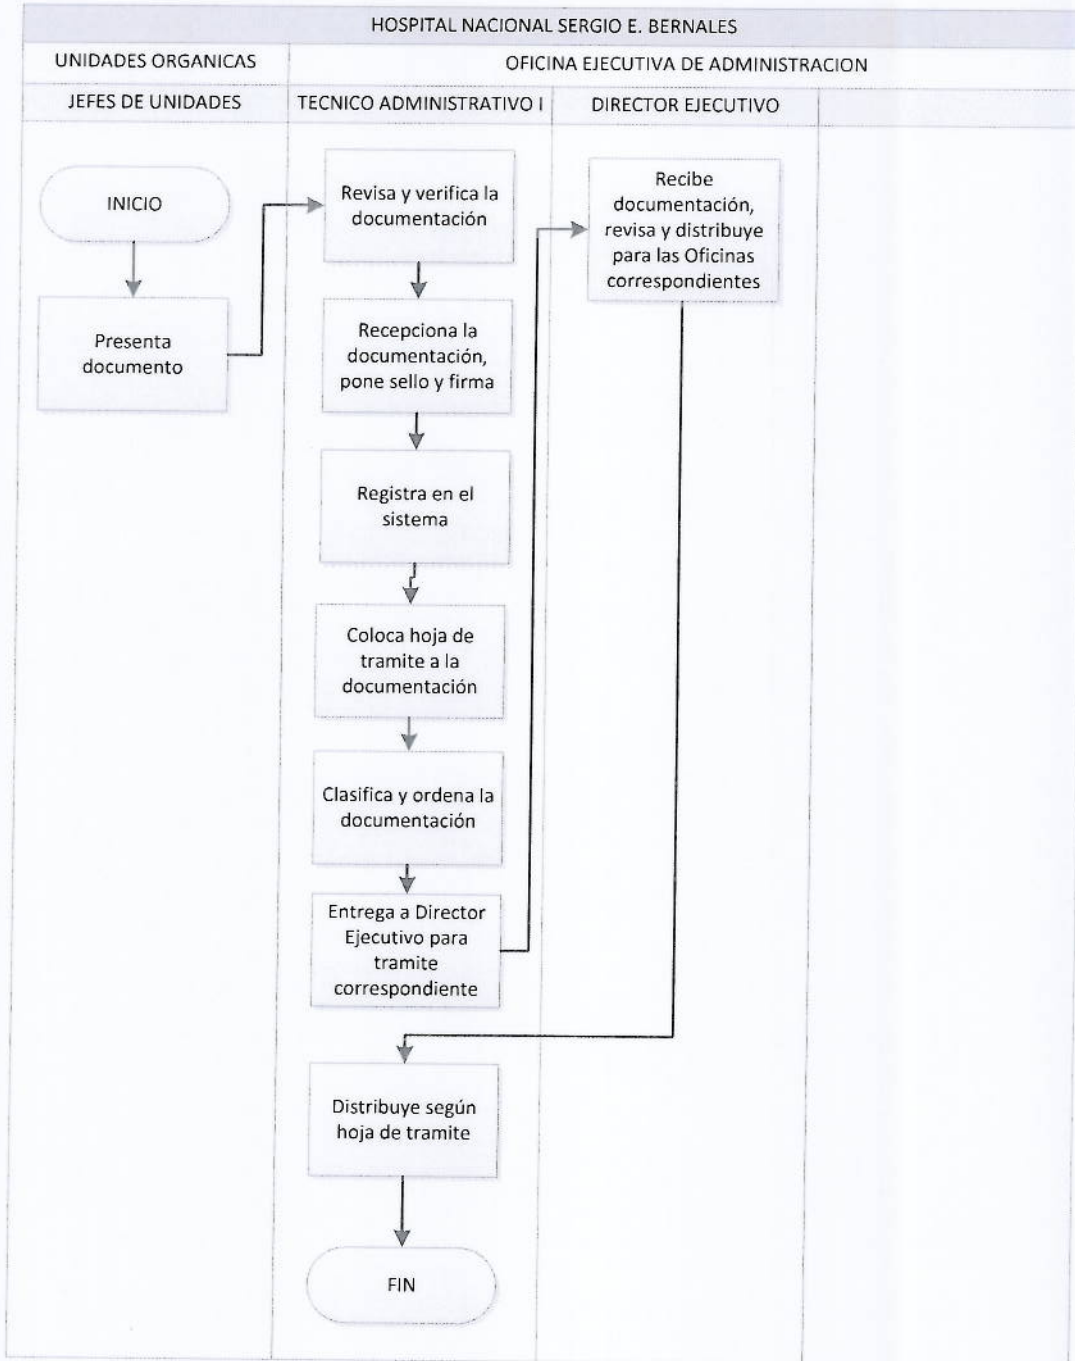 HOSPITAL NACIONAL SERGIO E. BERNALES
UNIDADES ORGANICAS
OFICINA EJECUTIVA DE ADMINISTRACION
JEFES DE UNIDADES
TECNICO ADMINISTRATIVO I
DIRECTOR EJECUTIVO
INICIO
Presenta
documento
Revisa y verifica la
documentación
Recepciona la
documentación,
pone sello y firma
Registra en el
sistema
Coloca hoja de
tramite a la
documentación
Clasifica y ordena la
documentación
Entrega a Director
Ejecutivo para
tramite
correspondiente
Recibe
documentación,
revisa y distribuye
para las Oficinas
correspondientes
Distribuye según
hoja de tramite
FIN